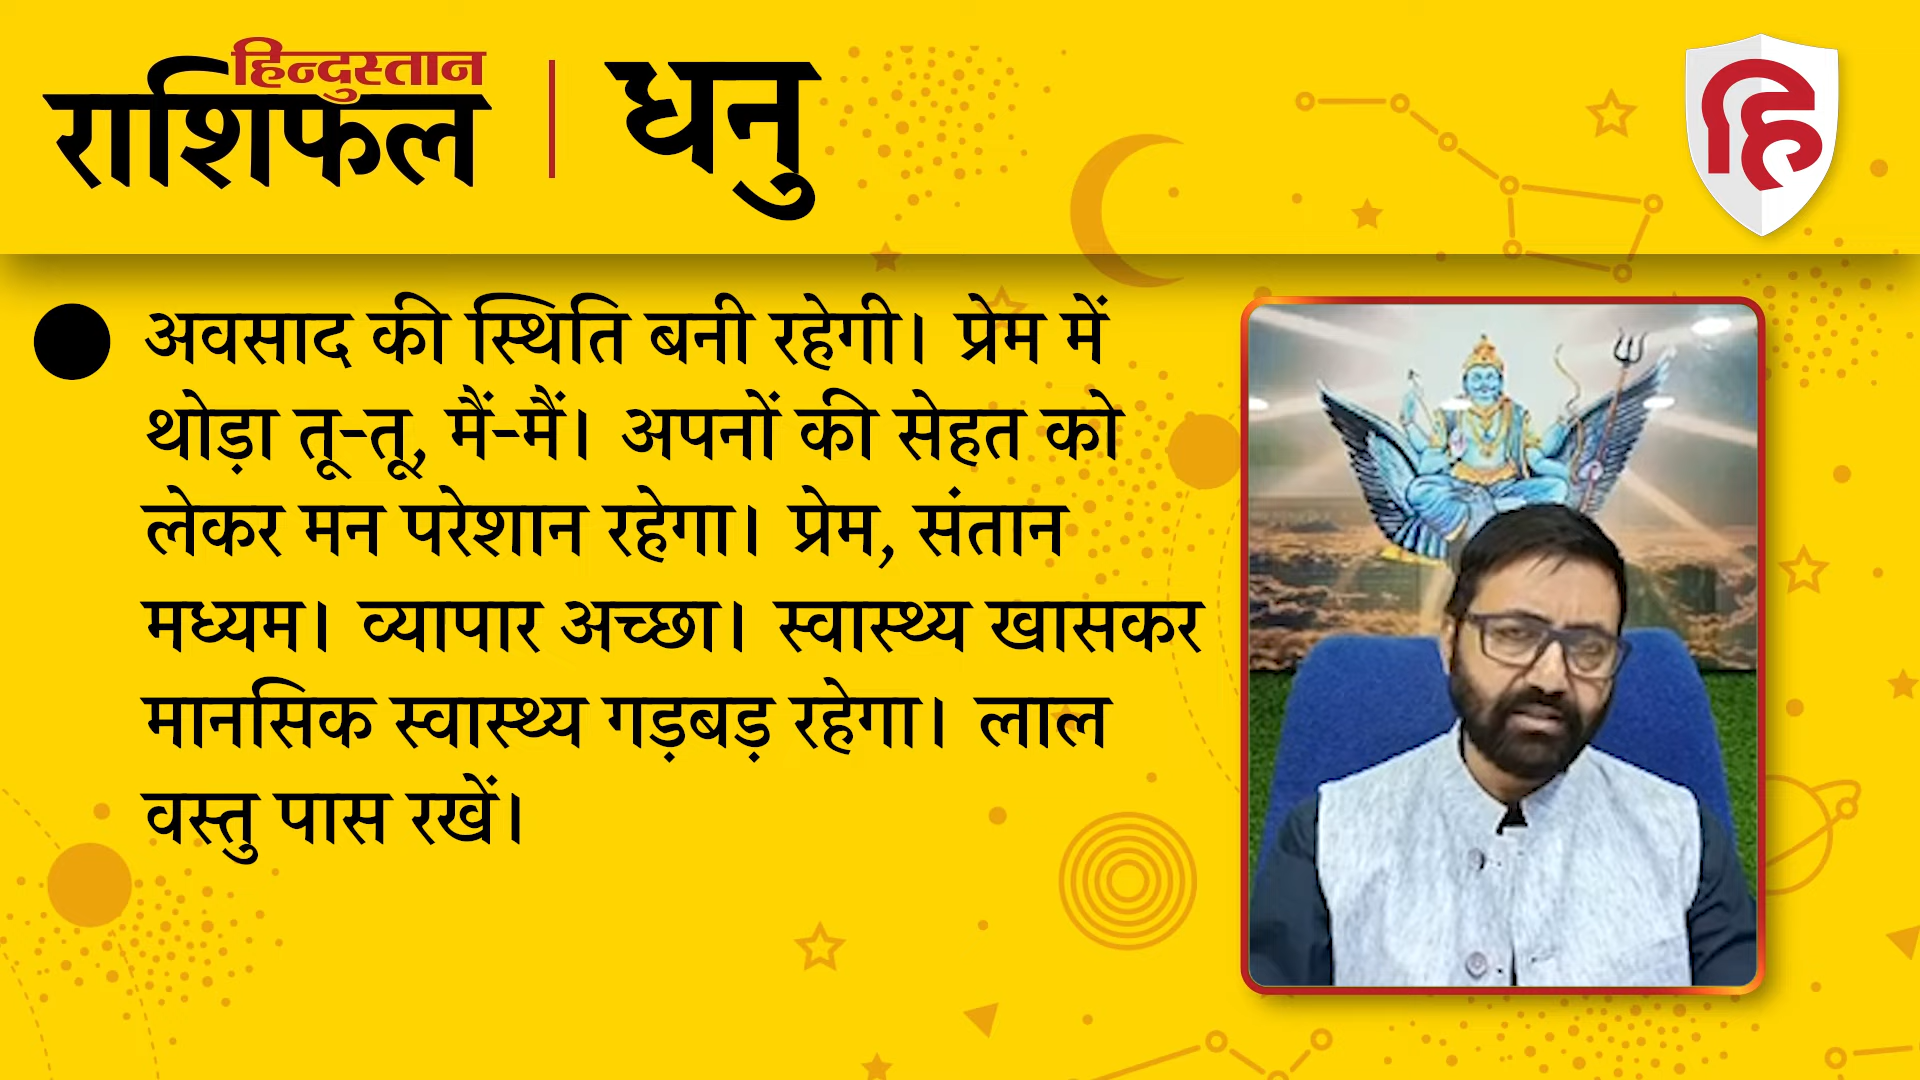 हिन्दुस्तान
राशिफल
धनु
हि
अवसाद की स्थिति बनी रहेगी। प्रेम में
थोड़ा तू-तू, मैं-मैं। अपनों की सेहत को
लेकर मन परेशान रहेगा। प्रेम, संतान
मध्यम। व्यापार अच्छा। स्वास्थ्य खासकर
मानसिक स्वास्थ्य गड़बड़ रहेगा। लाल
वस्तु पास रखें।